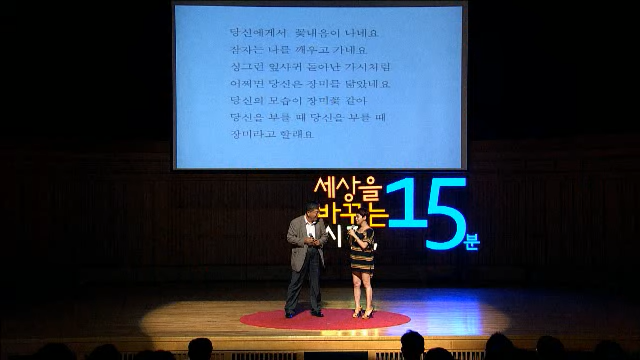 당신에게서 꽃내음이 나네요
잠자는 나를 깨우고 가네요
싱그런 잎사귀 돋아난 가시처럼
어쩌면 당신은 장미를 닮았네요
당신의 모습이 장미꽃 같아
당신을 부를 때 당신을 부를 때
장미라고 할래요
세상을
바꾸는
시
15
분